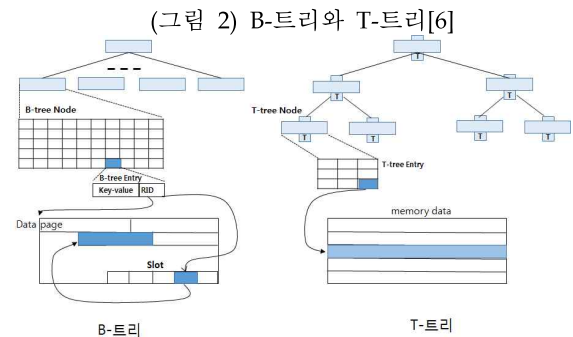 (그림 2) B-트리와 T-트리[6]
T
T
T
B-tree Node
T-tree Node
T
T
T
T
T-tree Entry
B-tree Entry
Key-value
RID
Data page
memory data
Slot
B-트리
T-트리